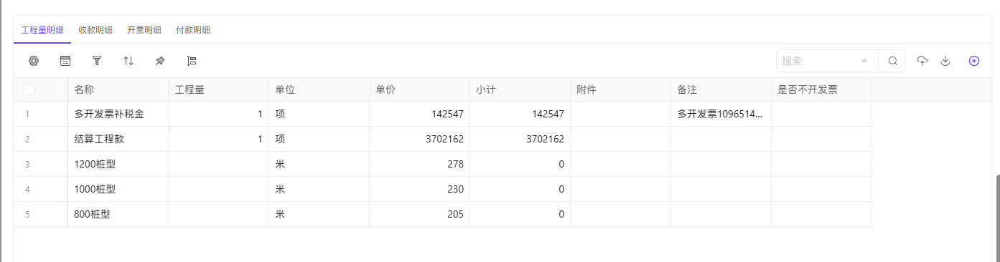 工程量明细 收款明细 开票明细 付款明细
搜索
名称 工程量 单位 单价 小计 附件 备注 是否不开发票
1 多开发票补税金 1 项 142547 142547 多开发票1096514...
2 结算工程款 1 项 3702162 3702162
3 1200桩型 米 278 0
4 1000桩型 米 230 0
5 800桩型 米 205 0